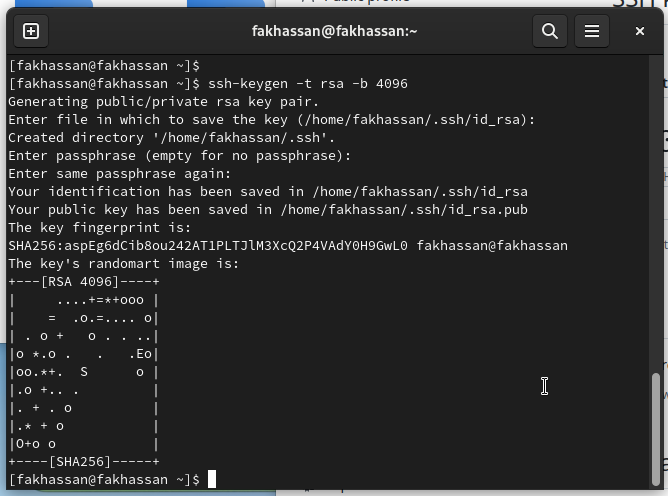 Public profile
SSH
fakhassan@fakhassan:~
[fakhassan@fakhassan ~]$
[fakhassan@fakhassan ~]$ ssh-keygen -t rsa -b 4096
Generating public/private rsa key pair.
Enter file in which to save the key (/home/fakhassan/.ssh/id_rsa):
Created directory '/home/fakhassan/.ssh'.
Enter passphrase (empty for no passphrase):
Enter same passphrase again:
Your identification has been saved in /home/fakhassan/.ssh/id_rsa
Your public key has been saved in /home/fakhassan/.ssh/id_rsa.pub
The key fingerprint is:
SHA256:aspEg6dCib8ou242AT1PLTJlM3XcQ2P4VAdY0H9GwL0 fakhassan@fakhassan
The key's randomart image is:
+---[RSA 4096]----+
|     ....+=*+ooo |
|    =  .o.=.... o|
| . o +   o . . ..|
|o *.o .   .   .Eo|
|oo.*+.  S      o |
|.o +.. .         |
|. + . o          |
|.* + o           |
|O+o o            |
+----[SHA256]-----+
[fakhassan@fakhassan ~]$